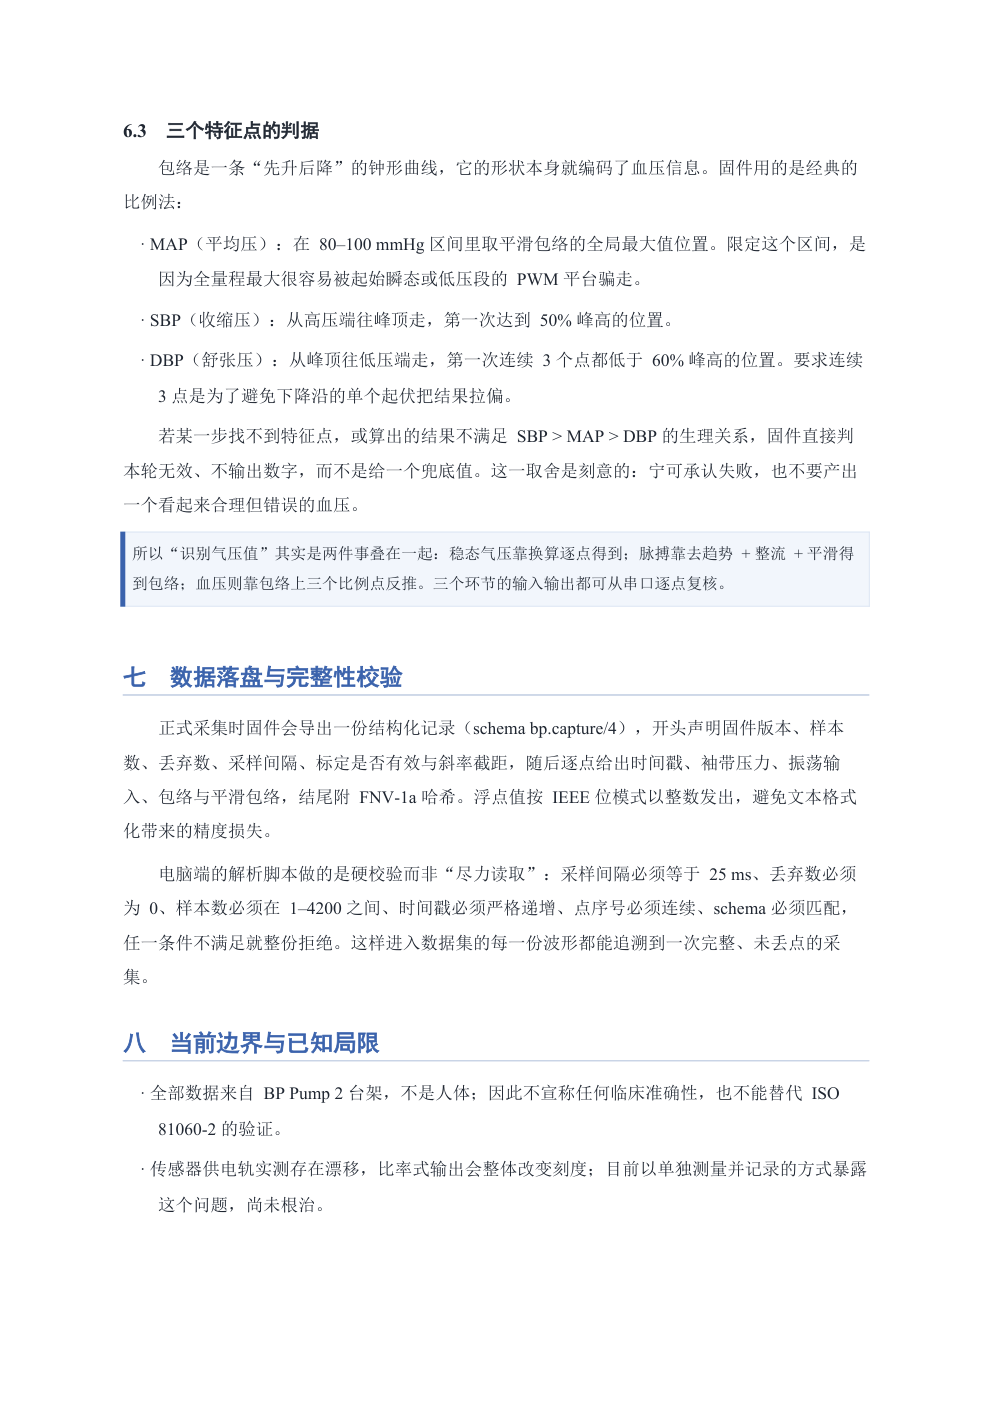 6.3 三个特征点的判据
包络是一条“先升后降”的钟形曲线，它的形状本身就编码了血压信息。固件用的是经典的
比例法：
· MAP（平均压）：在 80–100 mmHg 区间里取平滑包络的全局最大值位置。限定这个区间，是
因为全量程最大很容易被起始瞬态或低压段的 PWM 平台骗走。
· SBP（收缩压）：从高压端往峰顶走，第一次达到 50% 峰高的位置。
· DBP（舒张压）：从峰顶往低压端走，第一次连续 3 个点都低于 60% 峰高的位置。要求连续
3 点是为了避免下降沿的单个起伏把结果拉偏。
若某一步找不到特征点，或算出的结果不满足 SBP > MAP > DBP 的生理关系，固件直接判
本轮无效、不输出数字，而不是给一个兜底值。这一取舍是刻意的：宁可承认失败，也不要产出
一个看起来合理但错误的血压。
所以“识别气压值”其实是两件事叠在一起：稳态气压靠换算逐点得到；脉搏靠去趋势 + 整流 + 平滑得
到包络；血压则靠包络上三个比例点反推。三个环节的输入输出都可从串口逐点复核。
七 数据落盘与完整性校验
正式采集时固件会导出一份结构化记录（schema bp.capture/4），开头声明固件版本、样本
数、丢弃数、采样间隔、标定是否有效与斜率截距，随后逐点给出时间戳、袖带压力、振荡输
入、包络与平滑包络，结尾附 FNV-1a 哈希。浮点值按 IEEE 位模式以整数发出，避免文本格式
化带来的精度损失。
电脑端的解析脚本做的是硬校验而非“尽力读取”：采样间隔必须等于 25 ms、丢弃数必须
为 0、样本数必须在 1–4200 之间、时间戳必须严格递增、点序号必须连续、schema 必须匹配，
任一条件不满足就整份拒绝。这样进入数据集的每一份波形都能追溯到一次完整、未丢点的采
集。
八 当前边界与已知局限
· 全部数据来自 BP Pump 2 台架，不是人体；因此不宣称任何临床准确性，也不能替代 ISO
81060-2 的验证。
· 传感器供电轨实测存在漂移，比率式输出会整体改变刻度；目前以单独测量并记录的方式暴露
这个问题，尚未根治。